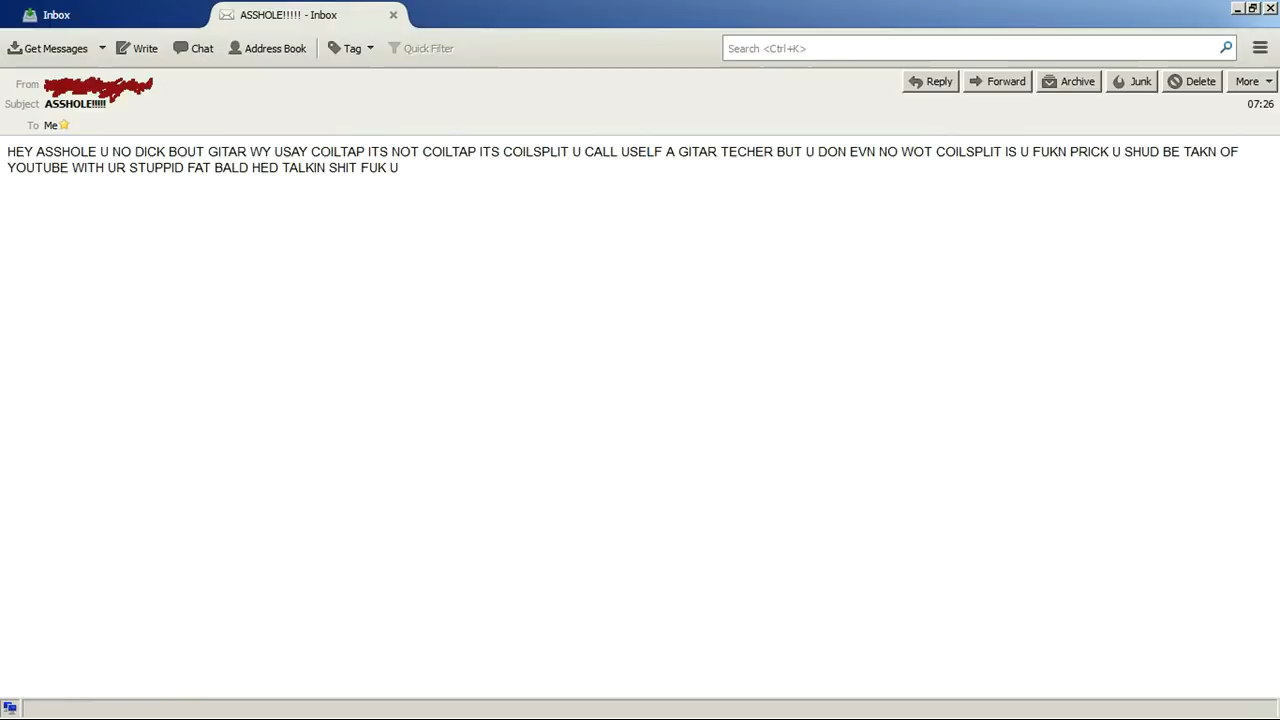 Inbox
ASSHOLE!!!!! - Inbox
Get Messages Write Chat Address Book Tag Quick Filter Search <Ctrl+K>
From Reply Forward Archive Junk Delete More
Subject ASSHOLE!!!!! 07:26
To Me
HEY ASSHOLE U NO DICK BOUT GITAR WY USAY COILTAP ITS NOT COILTAP ITS COILSPLIT U CALL USELF A GITAR TECHER BUT U DON EVN NO WOT COILSPLIT IS U FUKN PRICK U SHUD BE TAKN OF
YOUTUBE WITH UR STUPPID FAT BALD HED TALKIN SHIT FUK U